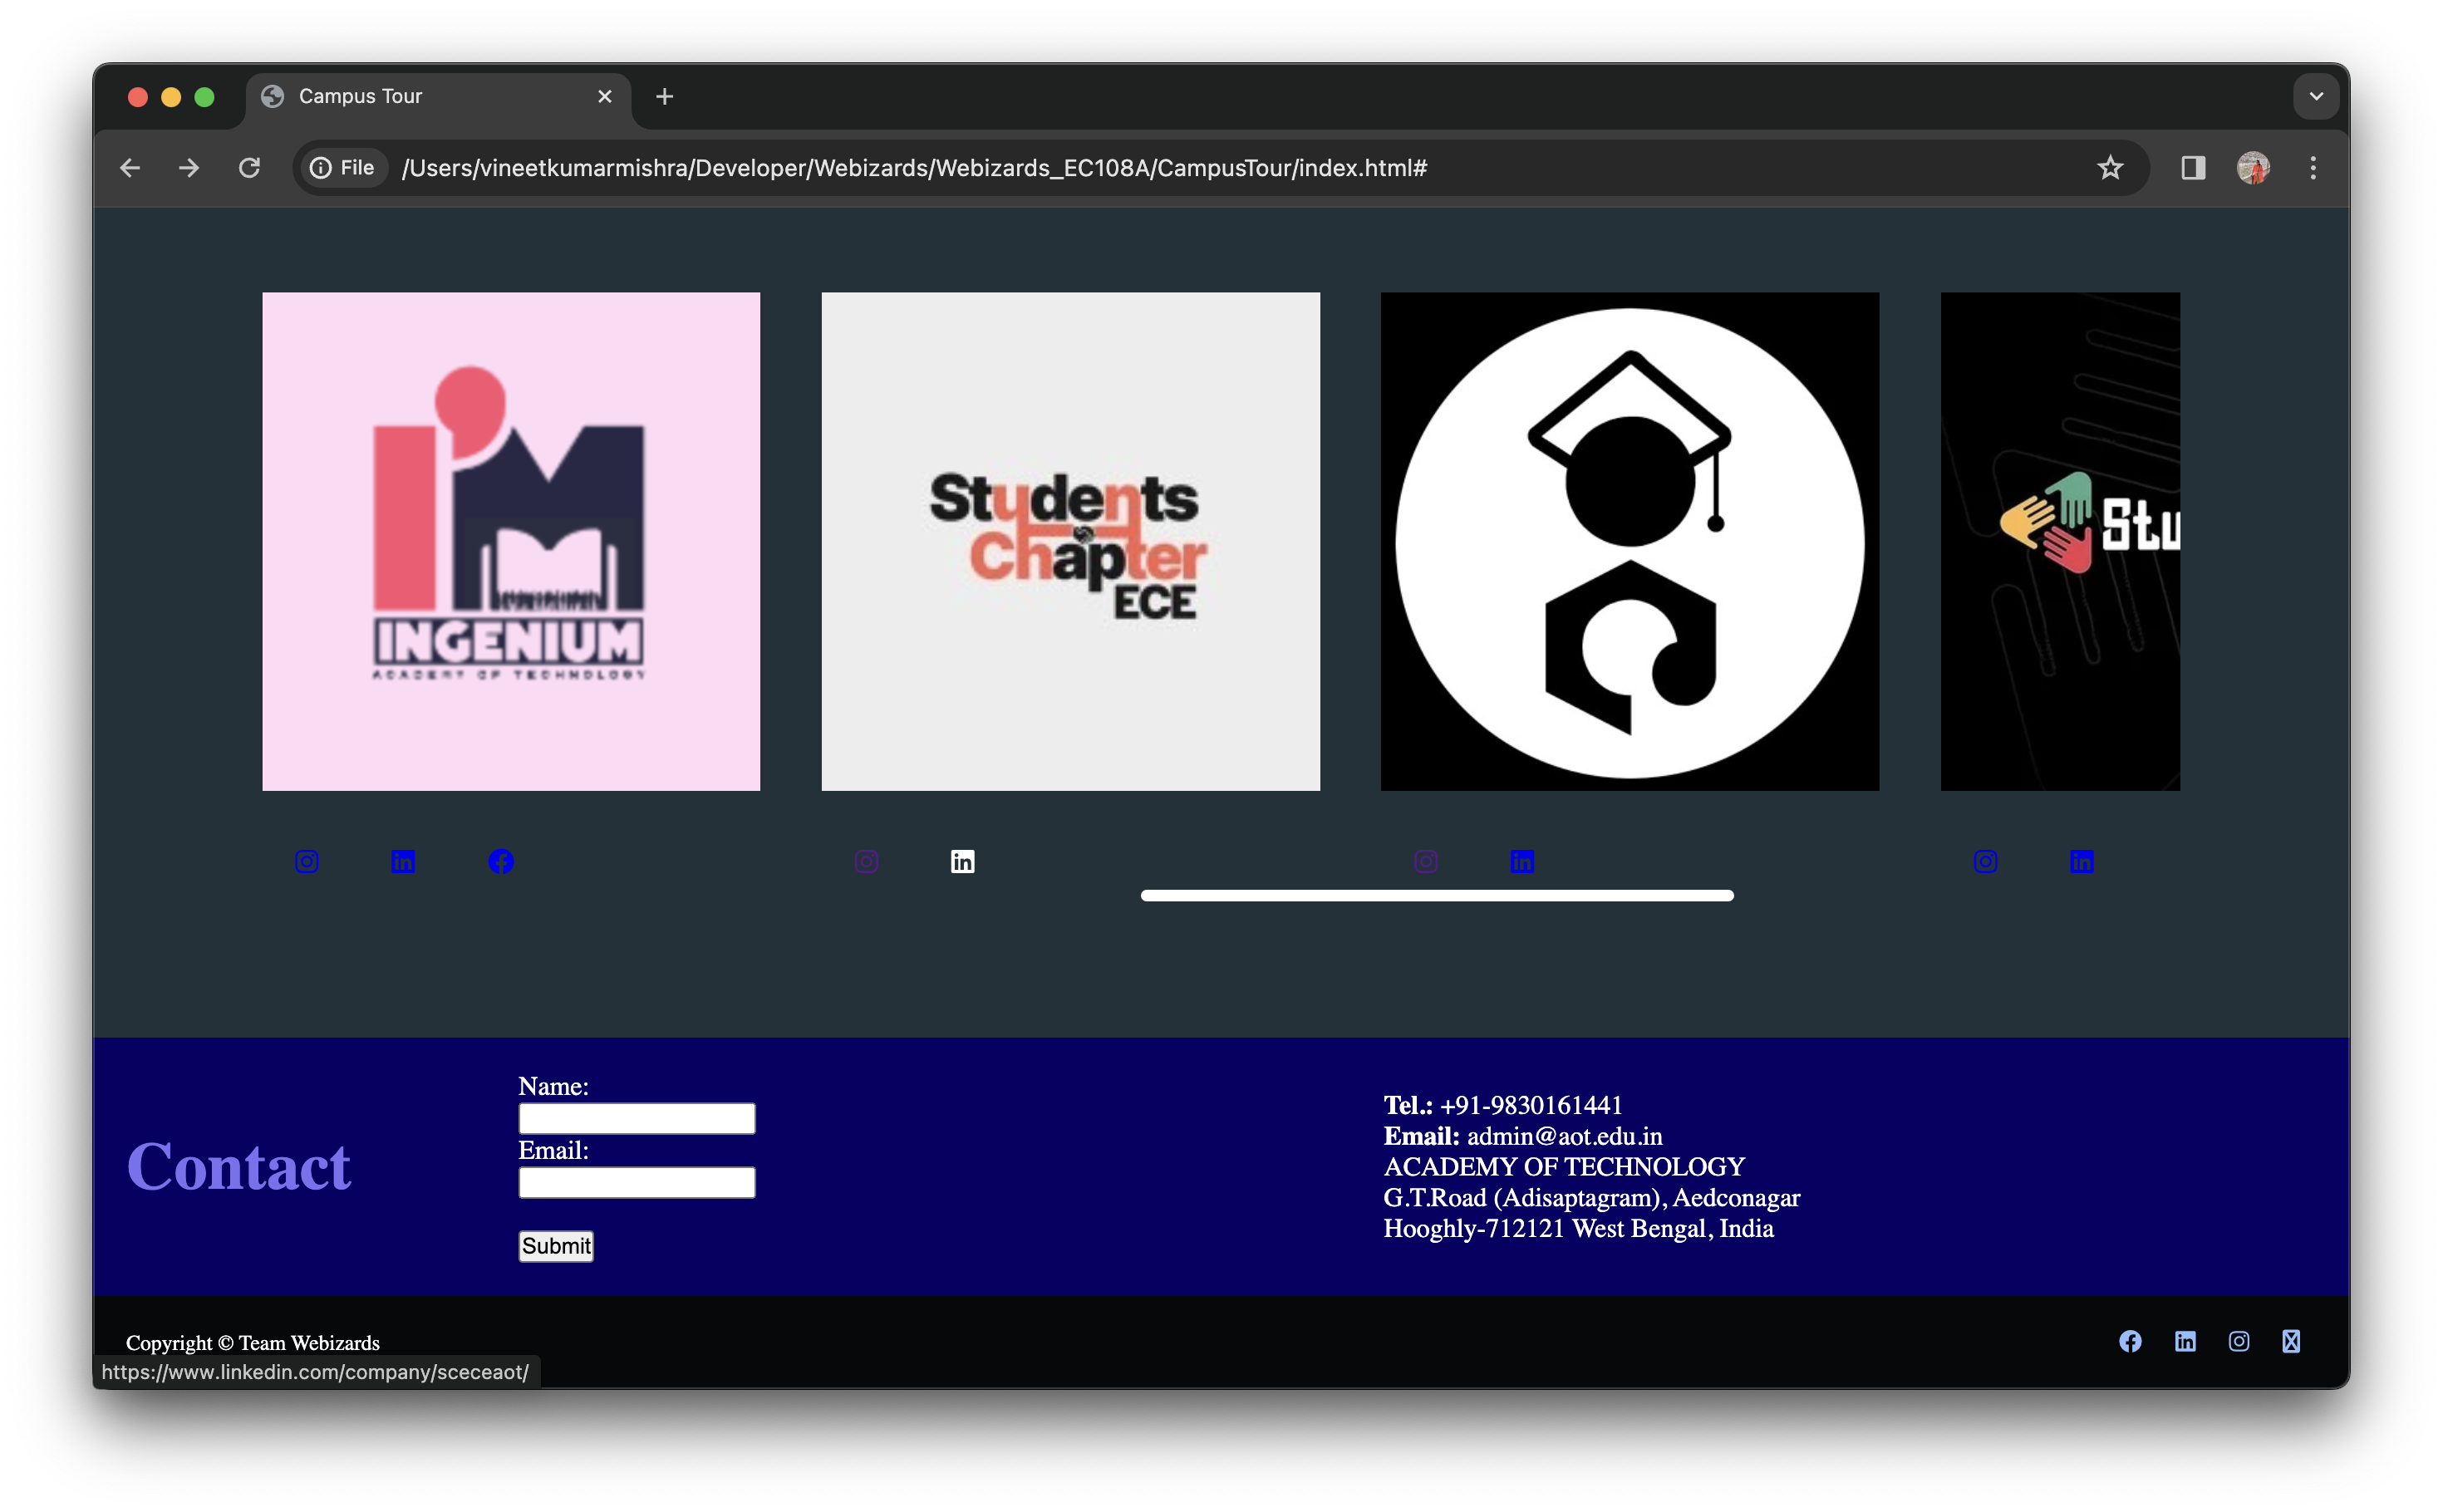 Campus Tour
File
/Users/vineetkumarmishra/Developer/Webizards/Webizards_EC108A/CampusTour/index.html#
INGENIUM
ACADEMY OF TECHNOLOGY
Students
Chapter
ECE
Stu
Contact
Name:
Email:
Submit
Tel.: +91-9830161441
Email: admin@aot.edu.in
ACADEMY OF TECHNOLOGY
G.T.Road (Adisaptagram), Aedconagar
Hooghly-712121 West Bengal, India
Copyright © Team Webizards
https://www.linkedin.com/company/sceceaot/